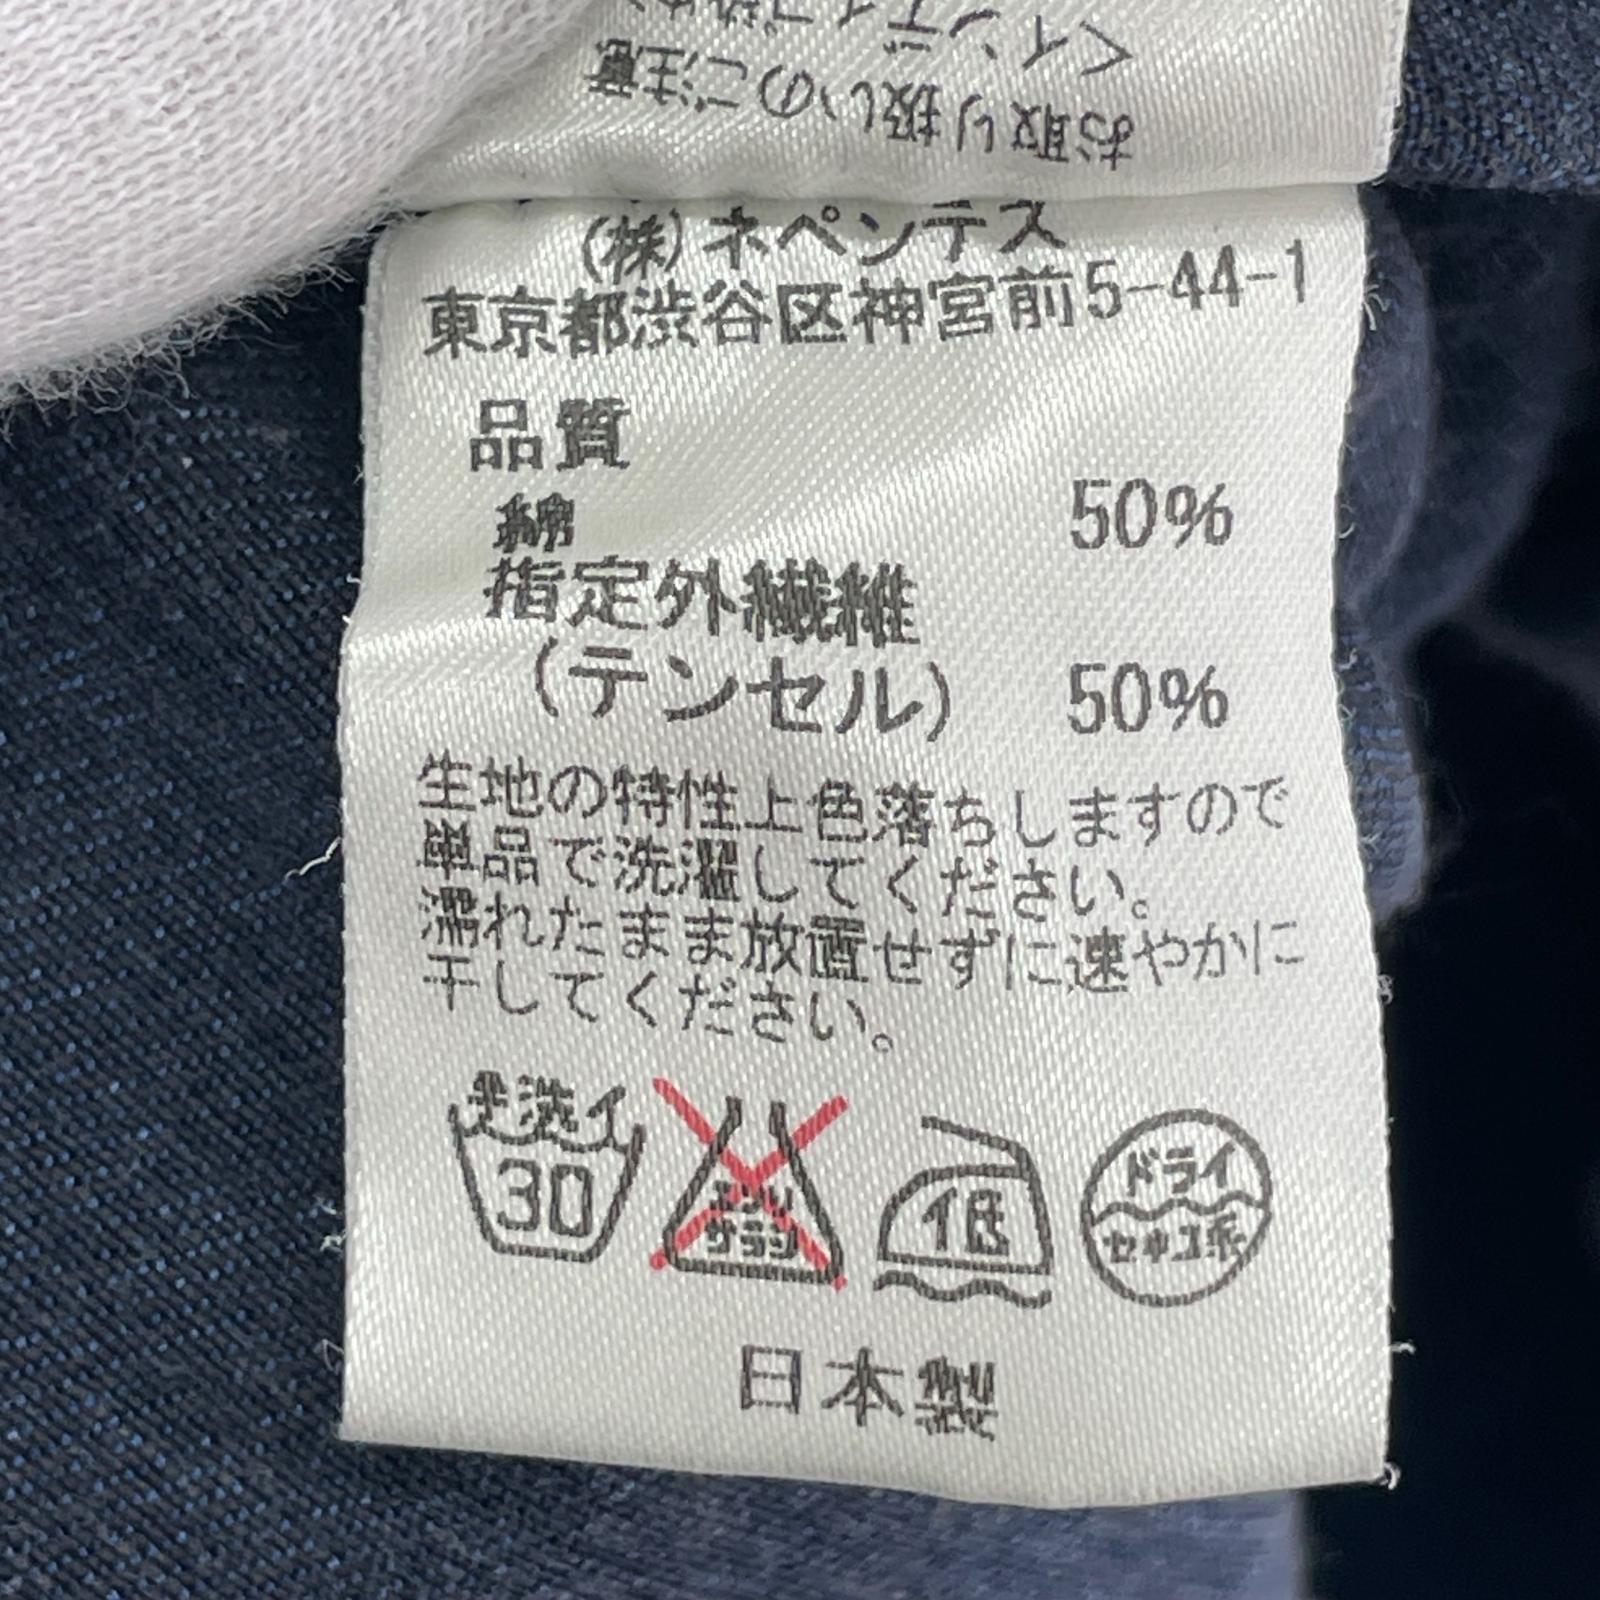 お取り扱いのご注意
(株)ネペンテス
東京都渋谷区神宮前5-44-1
品質
綿 50%
指定外繊維
(テンセル) 50%
生地の特性上色落ちしますので
単品で洗濯してください。
濡れたまま放置せずに速やかに
干してください。
手洗イ
30
エンソ
サラシ
低
ドライ
セキユ系
日本製